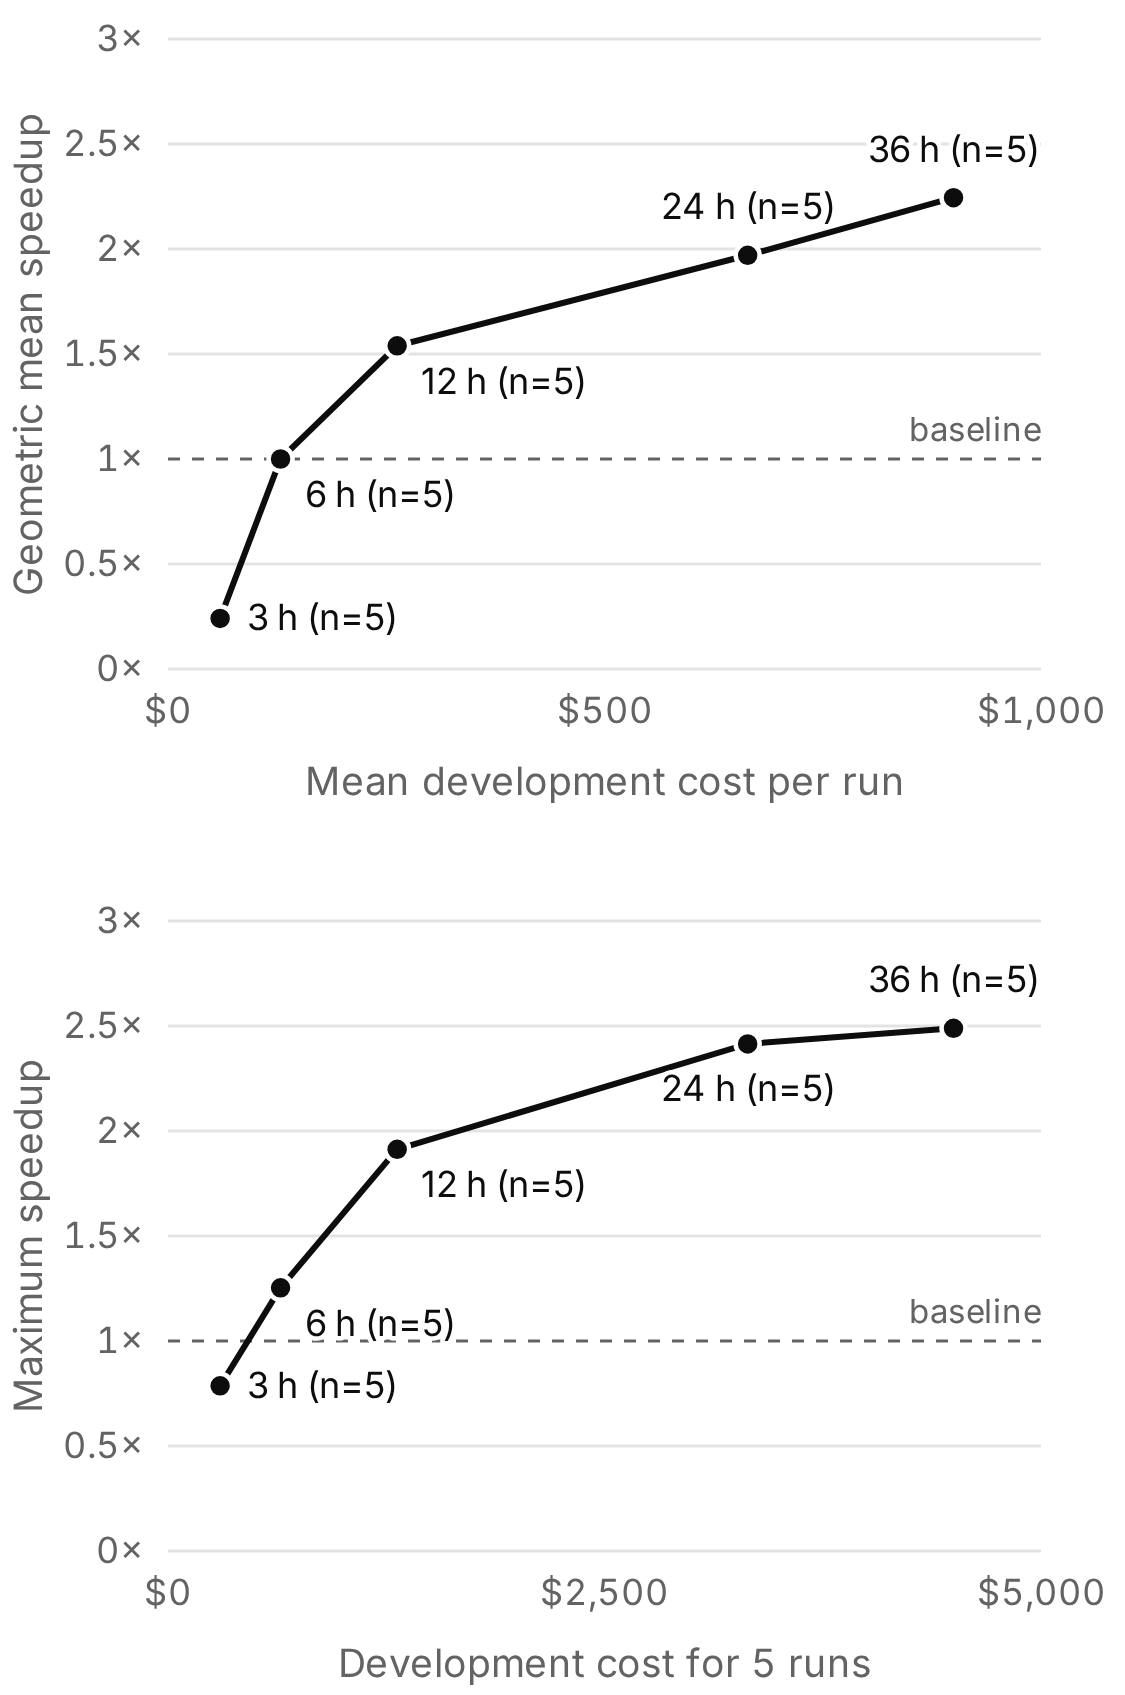 3×
2.5×
2×
1.5×
1×
0.5×
0×
Geometric mean speedup
36 h (n=5)
24 h (n=5)
12 h (n=5)
baseline
6 h (n=5)
3 h (n=5)
$0 $500 $1,000
Mean development cost per run
3×
2.5×
2×
1.5×
1×
0.5×
0×
Maximum speedup
36 h (n=5)
24 h (n=5)
12 h (n=5)
baseline
6 h (n=5)
3 h (n=5)
$0 $2,500 $5,000
Development cost for 5 runs